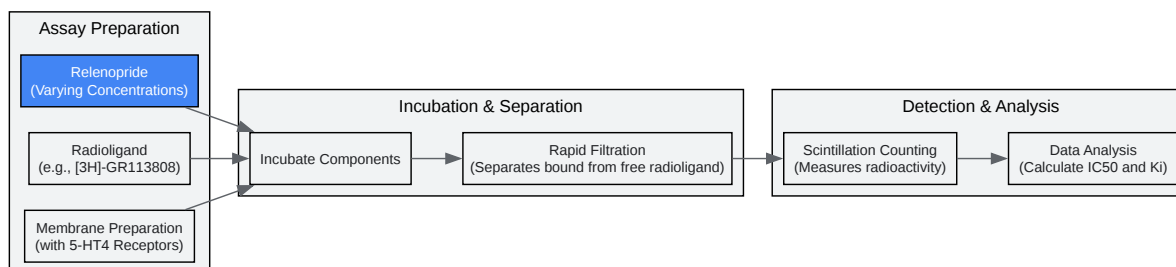 Assay Preparation
Relenopride
(Varying Concentrations)
Radioligand
(e.g., [3H]-GR113808)
Membrane Preparation
(with 5-HT4 Receptors)
Incubation & Separation
Incubate Components
Rapid Filtration
(Separates bound from free radioligand)
Detection & Analysis
Scintillation Counting
(Measures radioactivity)
Data Analysis
(Calculate IC50 and Ki)